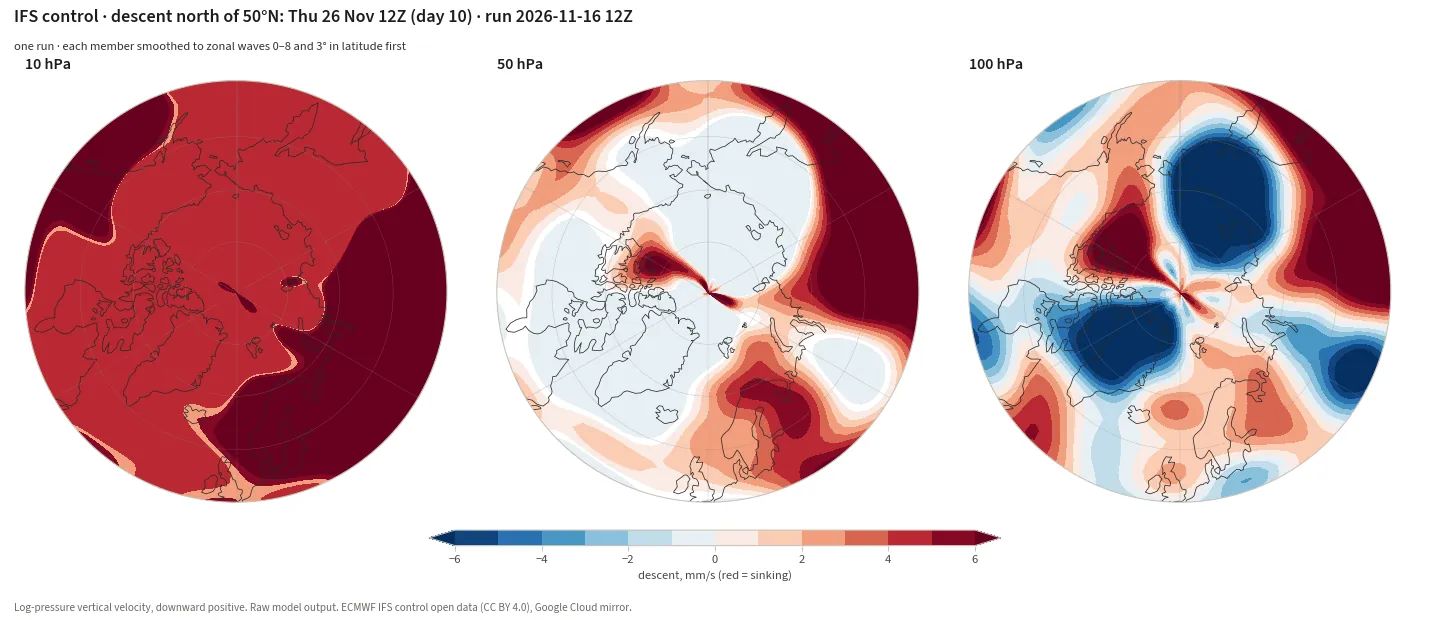 IFS control · descent north of 50°N: Thu 26 Nov 12Z (day 10) · run 2026-11-16 12Z
one run · each member smoothed to zonal waves 0–8 and 3° in latitude first
10 hPa
50 hPa
100 hPa
−6 −4 −2 0 2 4 6
descent, mm/s (red = sinking)
Log-pressure vertical velocity, downward positive. Raw model output. ECMWF IFS control open data (CC BY 4.0), Google Cloud mirror.